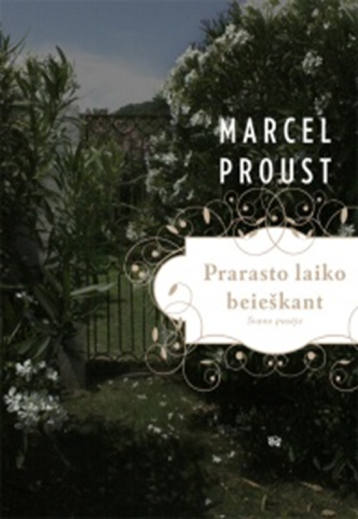 MARCEL
PROUST
Prarasto laiko
beieškant
Svano pusėje